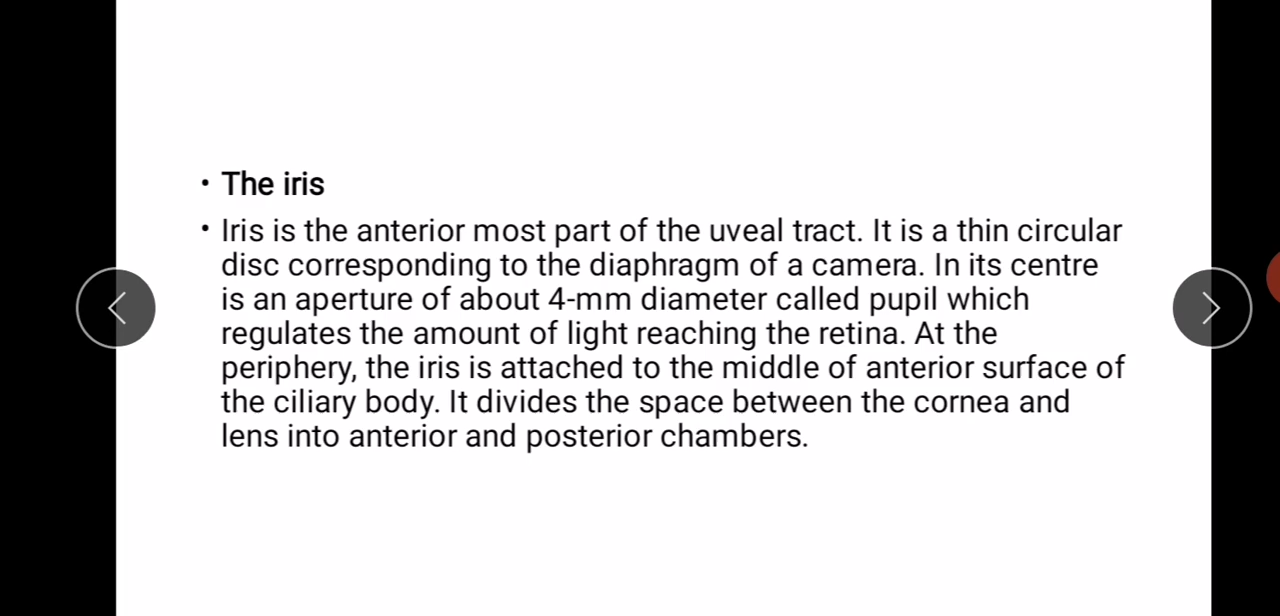 • The iris
• Iris is the anterior most part of the uveal tract. It is a thin circular
disc corresponding to the diaphragm of a camera. In its centre
is an aperture of about 4-mm diameter called pupil which
regulates the amount of light reaching the retina. At the
periphery, the iris is attached to the middle of anterior surface of
the ciliary body. It divides the space between the cornea and
lens into anterior and posterior chambers.